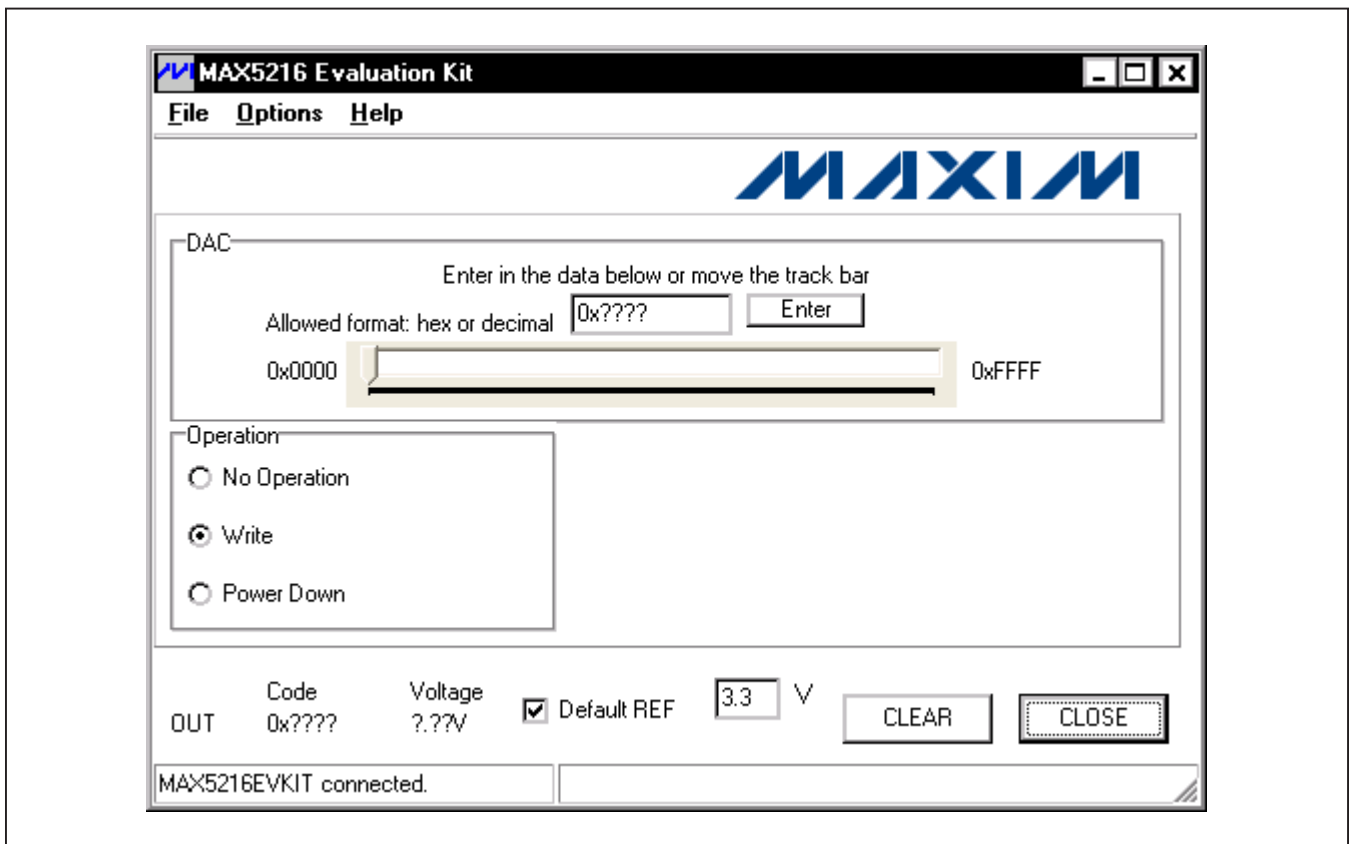 MAX5216 Evaluation Kit
File Options Help
MAXIM
DAC
Enter in the data below or move the track bar
Allowed format: hex or decimal 0x???? Enter
0x0000 0xFFFF
Operation
No Operation
Write
Power Down
Code Voltage
OUT 0x???? ?.??V Default REF 3.3 V CLEAR CLOSE
MAX5216EVKIT connected.